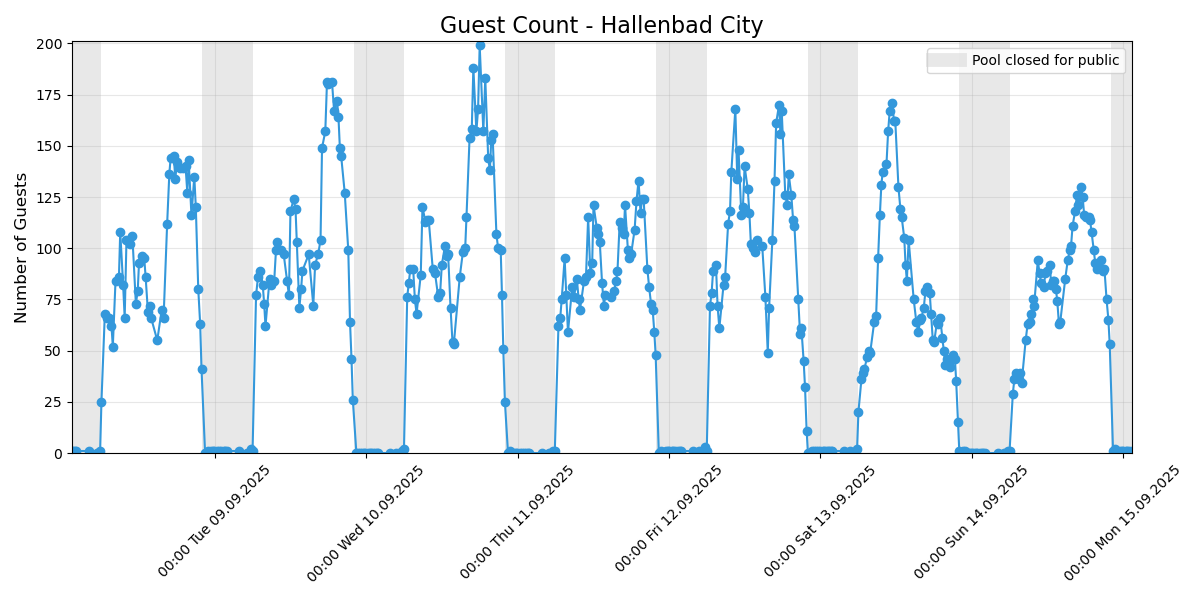 Guest Count - Hallenbad City
Pool closed for public
Number of Guests
200
175
150
125
100
75
50
25
0
00:00 Tue 09.09.2025
00:00 Wed 10.09.2025
00:00 Thu 11.09.2025
00:00 Fri 12.09.2025
00:00 Sat 13.09.2025
00:00 Sun 14.09.2025
00:00 Mon 15.09.2025